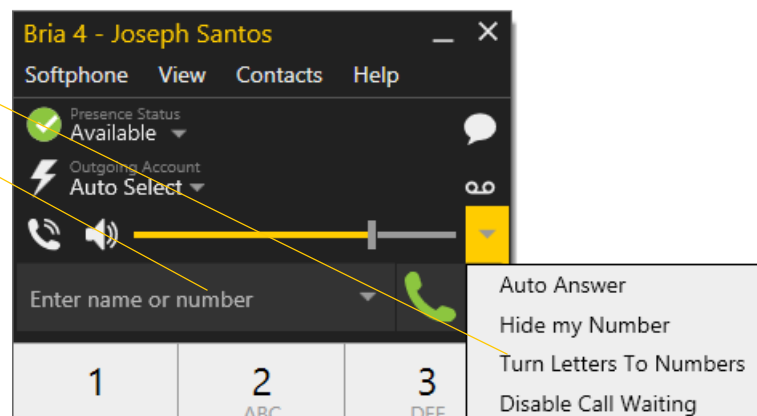 Bria 4 - Joseph Santos
Softphone View Contacts Help
Presence Status
Available
Outgoing Account
Auto Select
Enter name or number
Auto Answer
Hide my Number
Turn Letters To Numbers
Disable Call Waiting
1 2 3
ABC DEF